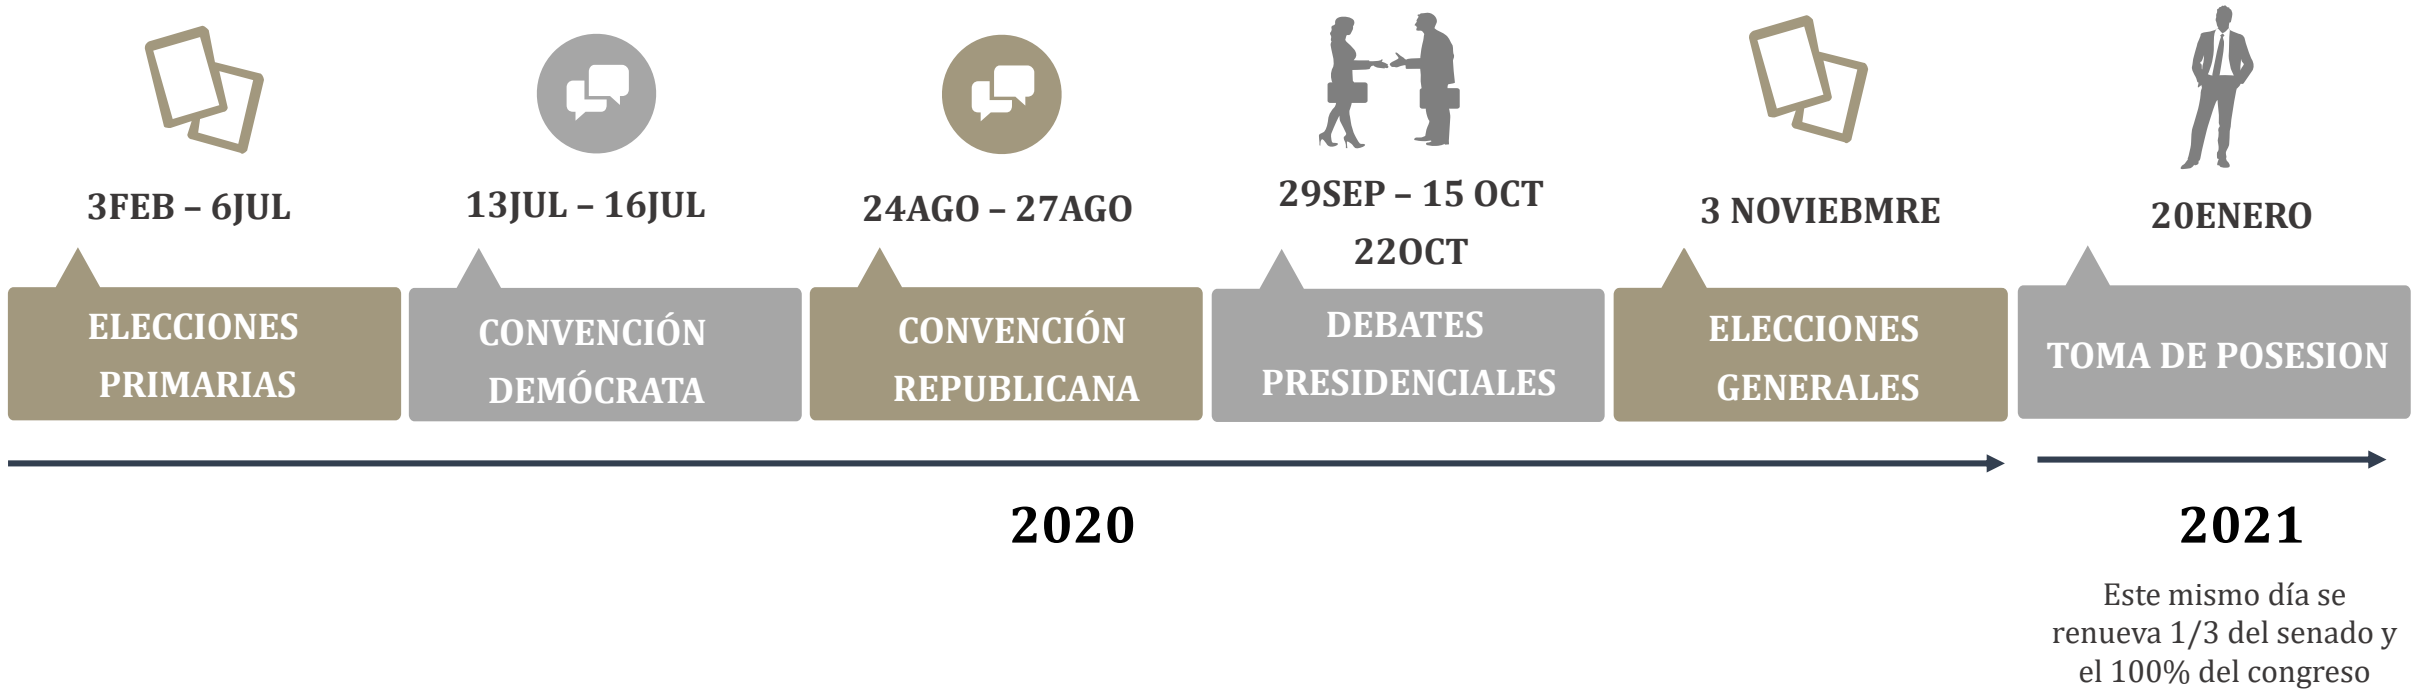 3FEB – 6JUL
ELECCIONES
PRIMARIAS
13JUL – 16JUL
CONVENCIÓN
DEMÓCRATA
24AGO – 27AGO
CONVENCIÓN
REPUBLICANA
29SEP – 15 OCT
22OCT
DEBATES
PRESIDENCIALES
3 NOVIEBMRE
ELECCIONES
GENERALES
20ENERO
TOMA DE POSESION
2020
2021
Este mismo día se
renueva 1/3 del senado y
el 100% del congreso